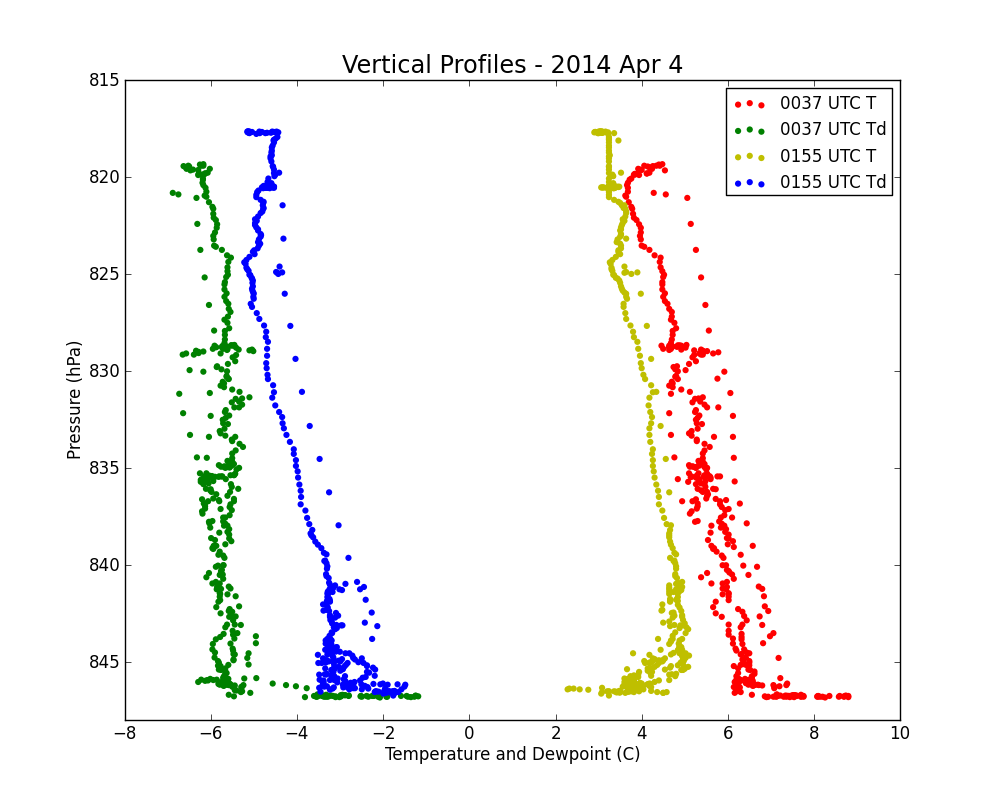 Vertical Profiles - 2014 Apr 4
815
820
825
830
835
840
845
Pressure (hPa)
0037 UTC T
0037 UTC Td
0155 UTC T
0155 UTC Td
−8 −6 −4 −2 0 2 4 6 8 10
Temperature and Dewpoint (C)